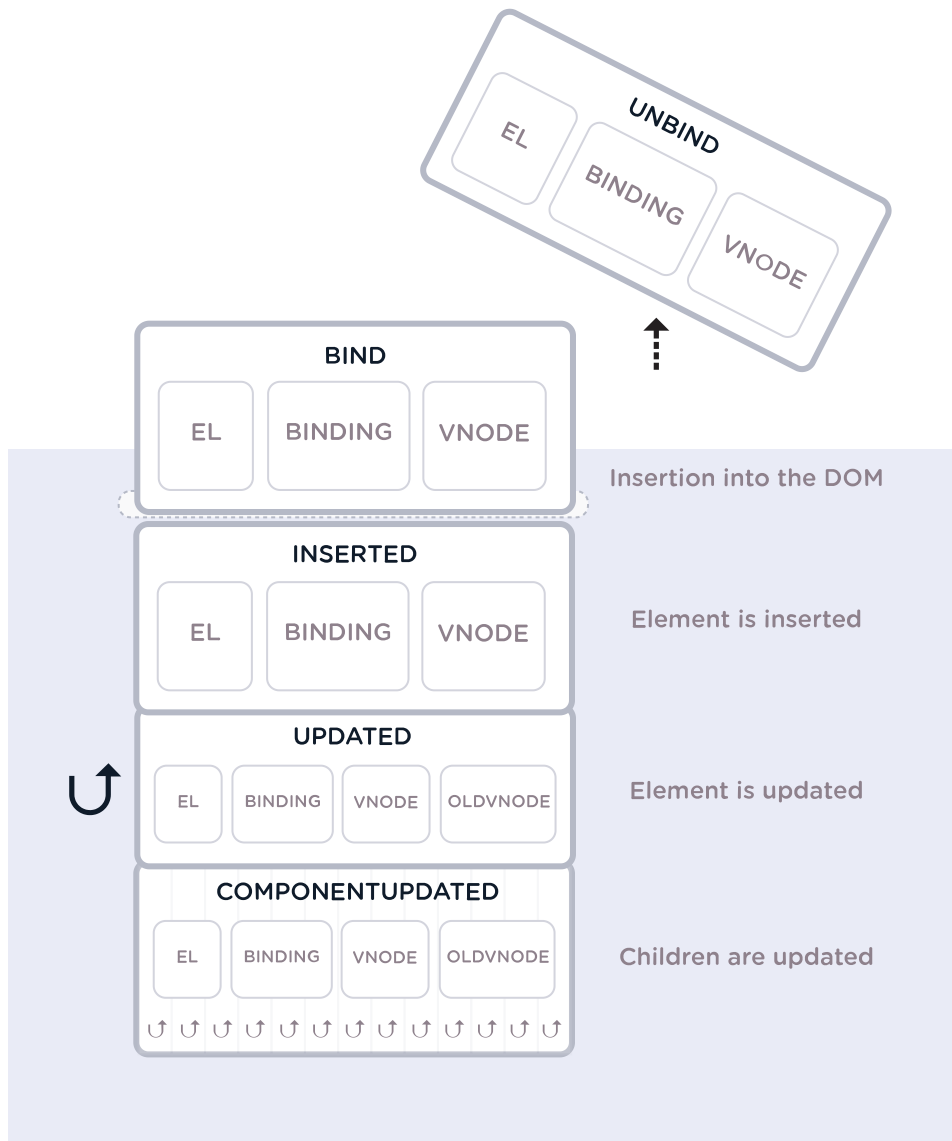 UNBIND
EL
BINDING
VNODE
BIND
EL
BINDING
VNODE
Insertion into the DOM
INSERTED
EL
BINDING
VNODE
Element is inserted
UPDATED
EL
BINDING
VNODE
OLDVNODE
Element is updated
COMPONENTUPDATED
EL
BINDING
VNODE
OLDVNODE
Children are updated